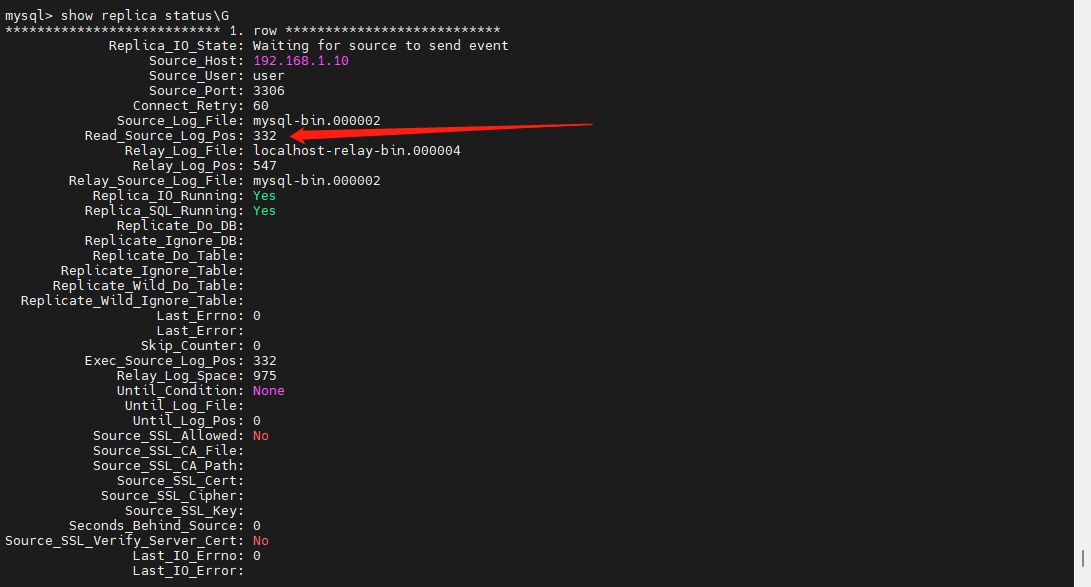 mysql> show replica status\G
*************************** 1. row ***************************
Replica_IO_State: Waiting for source to send event
Source_Host: 192.168.1.10
Source_User: user
Source_Port: 3306
Connect_Retry: 60
Source_Log_File: mysql-bin.000002
Read_Source_Log_Pos: 332
Relay_Log_File: localhost-relay-bin.000004
Relay_Log_Pos: 547
Relay_Source_Log_File: mysql-bin.000002
Replica_IO_Running: Yes
Replica_SQL_Running: Yes
Replicate_Do_DB:
Replicate_Ignore_DB:
Replicate_Do_Table:
Replicate_Ignore_Table:
Replicate_Wild_Do_Table:
Replicate_Wild_Ignore_Table:
Last_Errno: 0
Last_Error:
Skip_Counter: 0
Exec_Source_Log_Pos: 332
Relay_Log_Space: 975
Until_Condition: None
Until_Log_File:
Until_Log_Pos: 0
Source_SSL_Allowed: No
Source_SSL_CA_File:
Source_SSL_CA_Path:
Source_SSL_Cert:
Source_SSL_Cipher:
Source_SSL_Key:
Seconds_Behind_Source: 0
Source_SSL_Verify_Server_Cert: No
Last_IO_Errno: 0
Last_IO_Error: